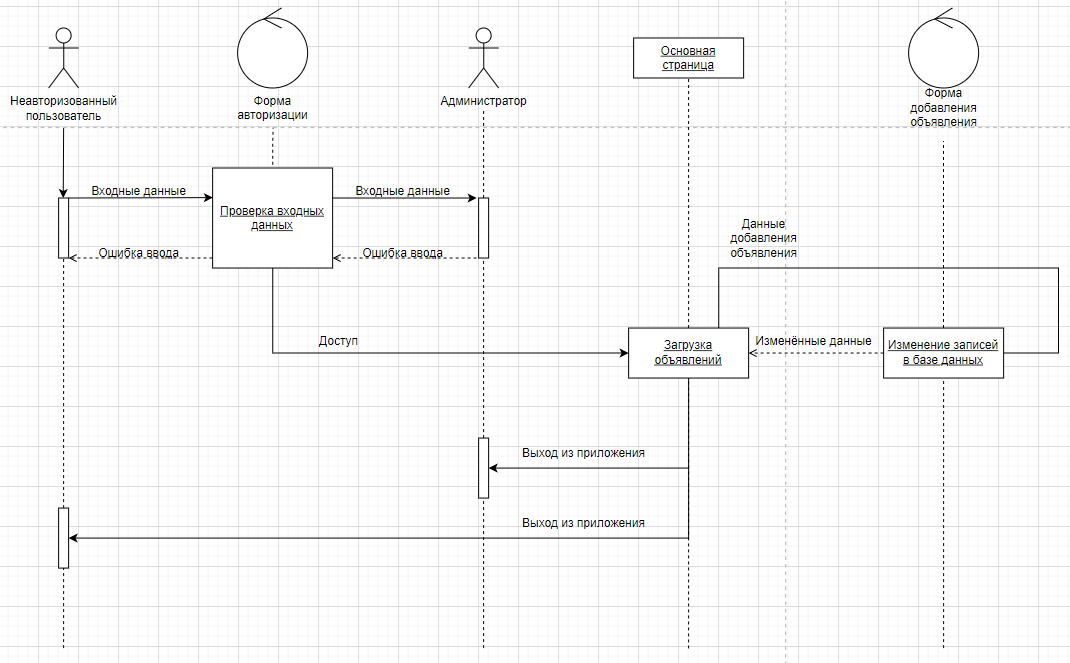 Неавторизованный
пользователь
Форма
авторизации
Администратор
Основная
страница
Форма
добавления
объявления
Входные данные
Проверка входных
данных
Входные данные
Ошибка ввода
Ошибка ввода
Данные
добавления
объявления
Доступ
Загрузка
объявлений
Изменённые данные
Изменение записей
в базе данных
Выход из приложения
Выход из приложения